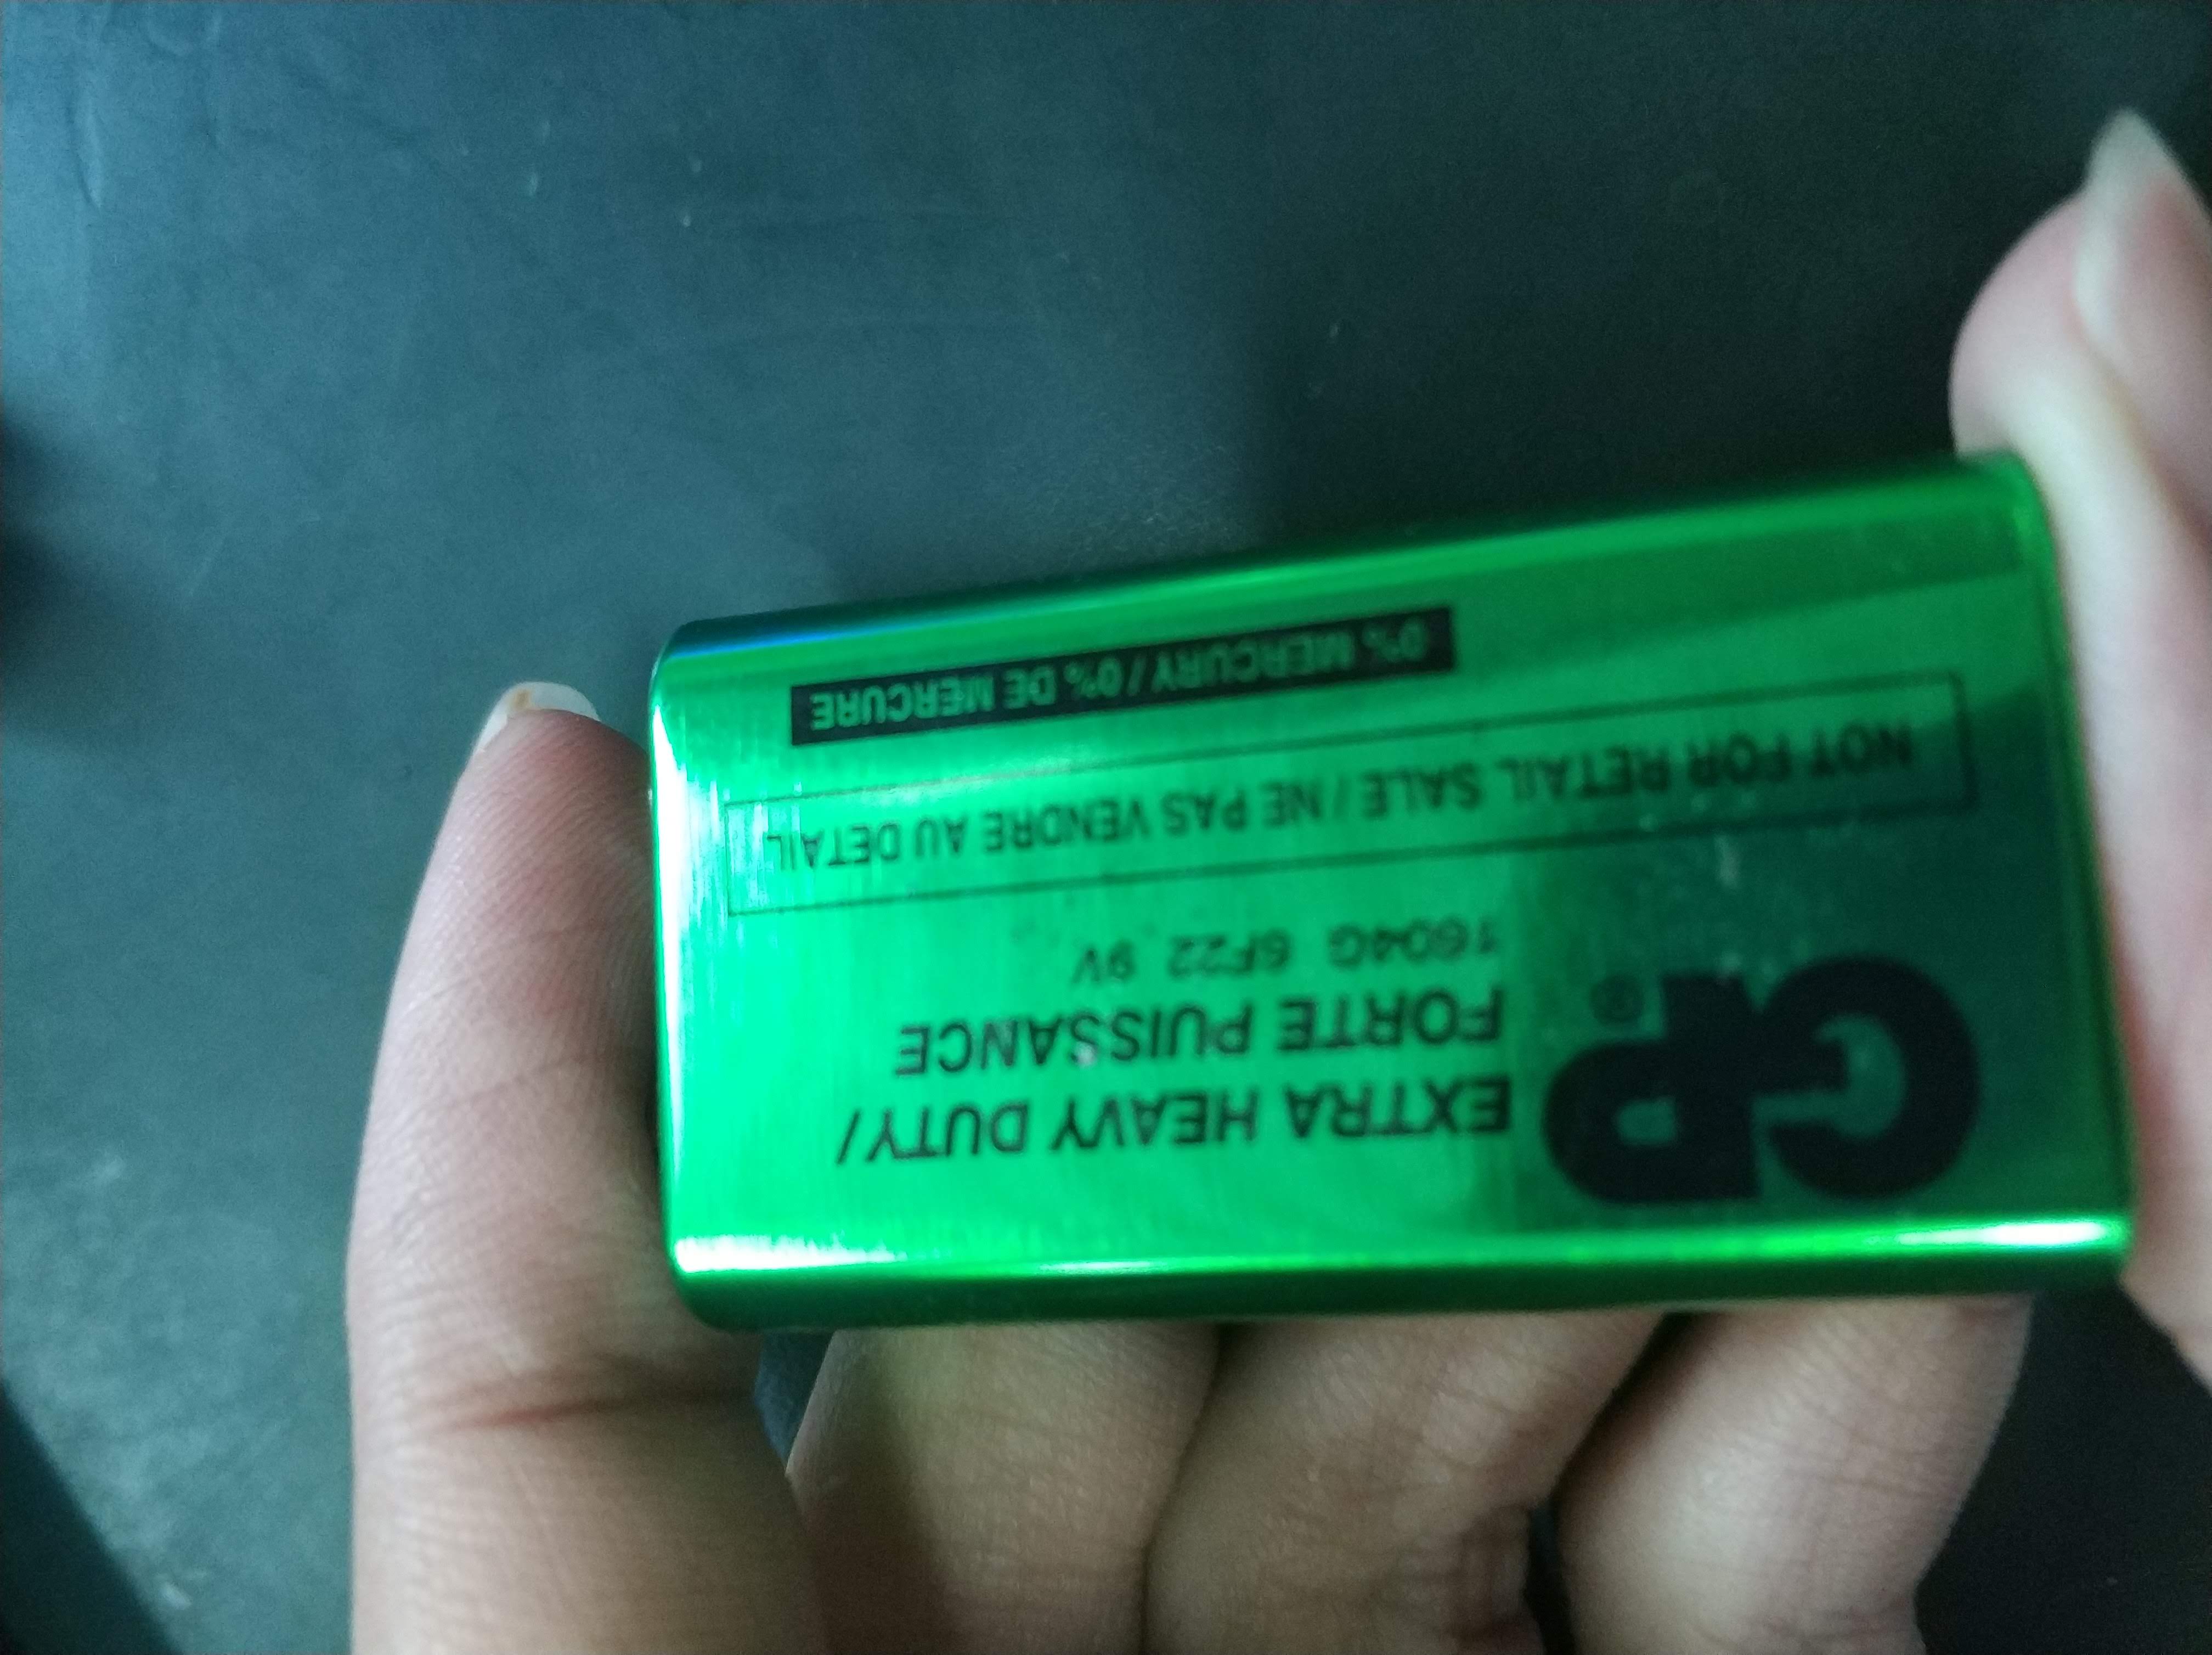 GP
EXTRA HEAVY DUTY/
FORTE PUISSANCE
1604G 6F22 9V
NOT FOR RETAIL SALE / NE PAS VENDRE AU DETAIL
0% MERCURY / 0% DE MERCURE